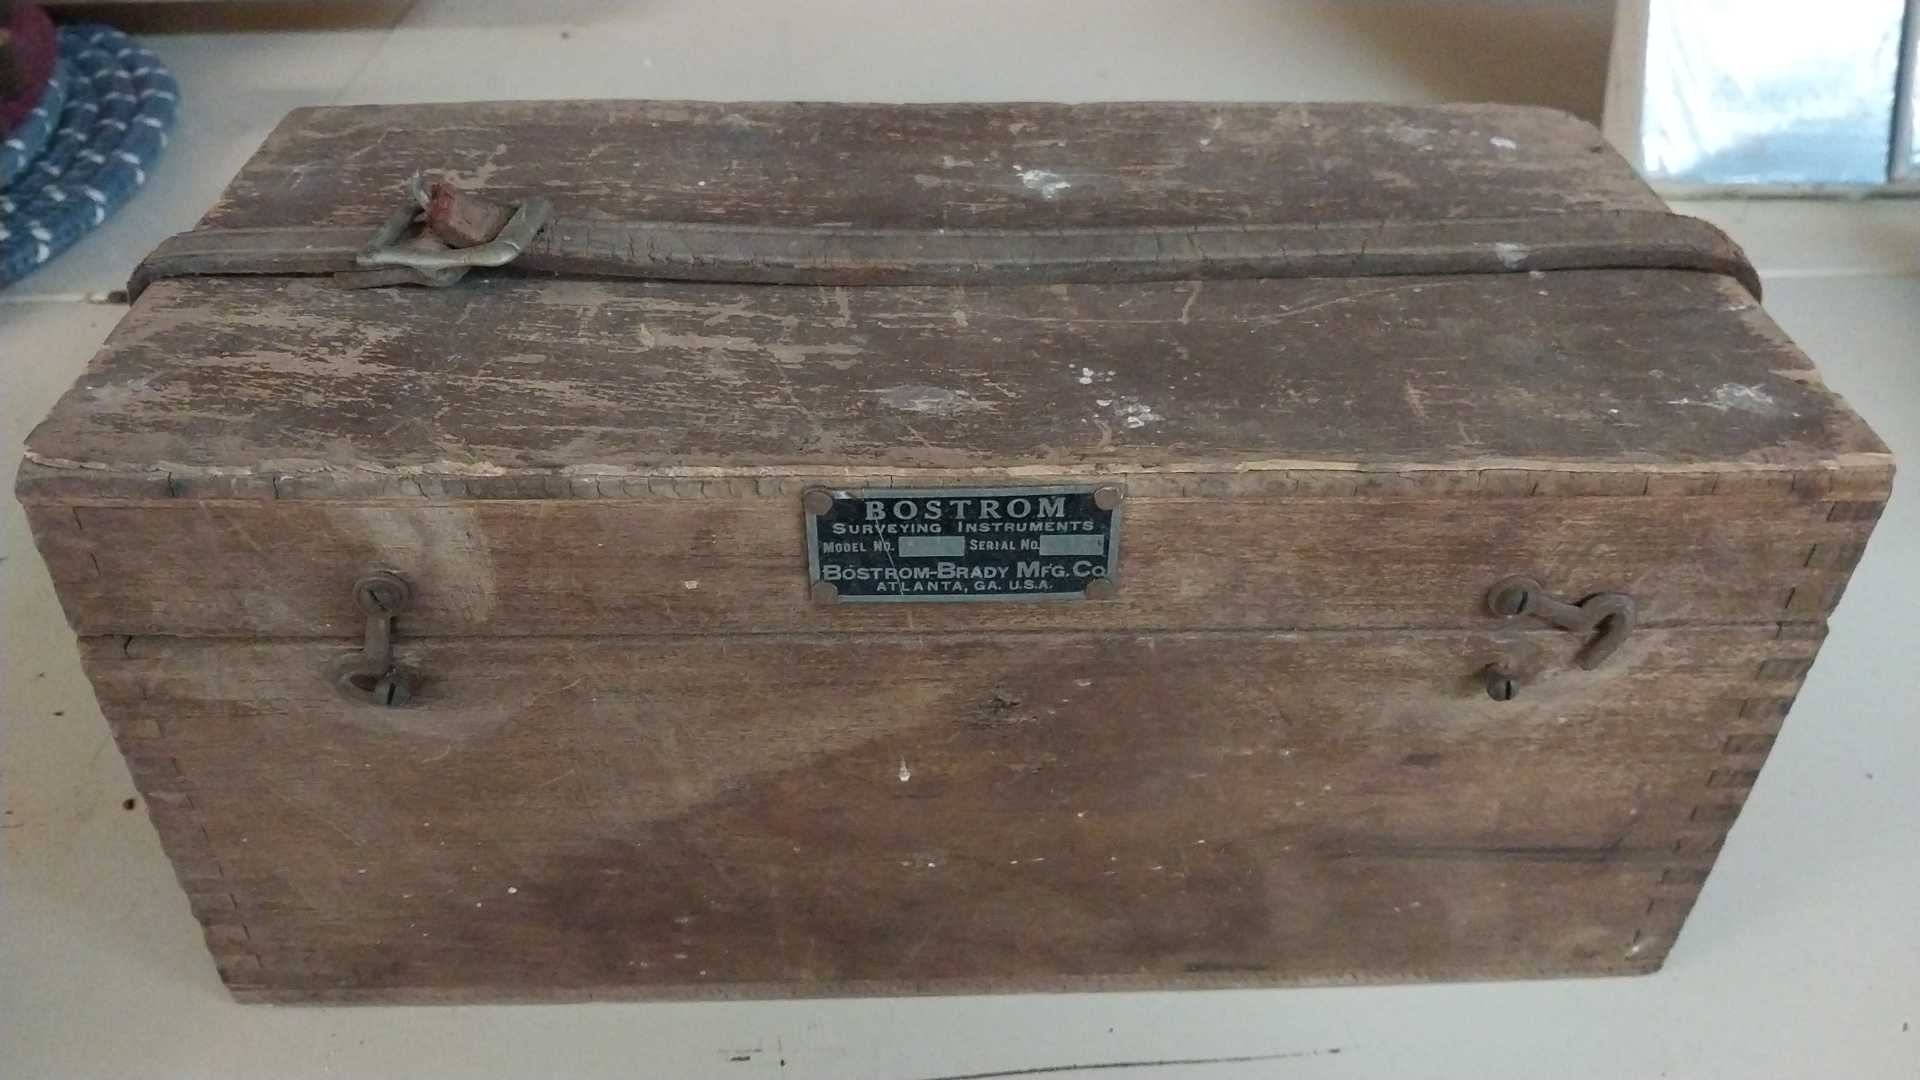 BOSTROM
SURVEYING INSTRUMENTS
MODEL NO. SERIAL NO.
BOSTROM-BRADY MFG. CO
ATLANTA, GA. U.S.A.